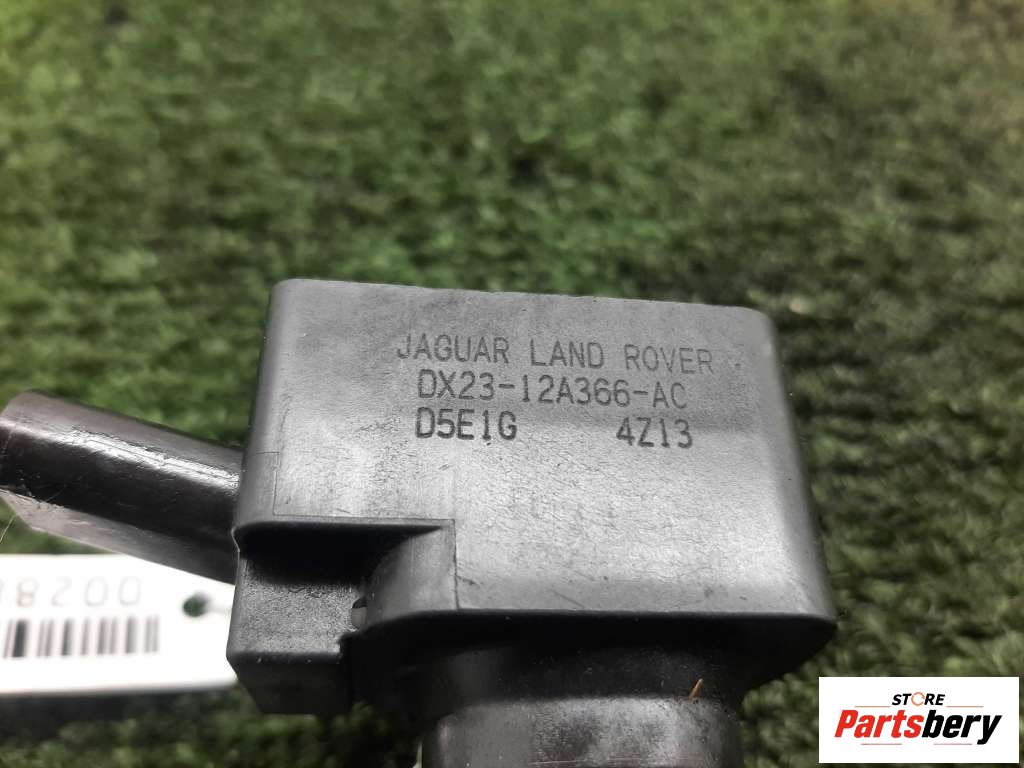 JAGUAR LAND ROVER
DX23-12A366-AC
D5E1G 4Z13
STORE
Partsbery